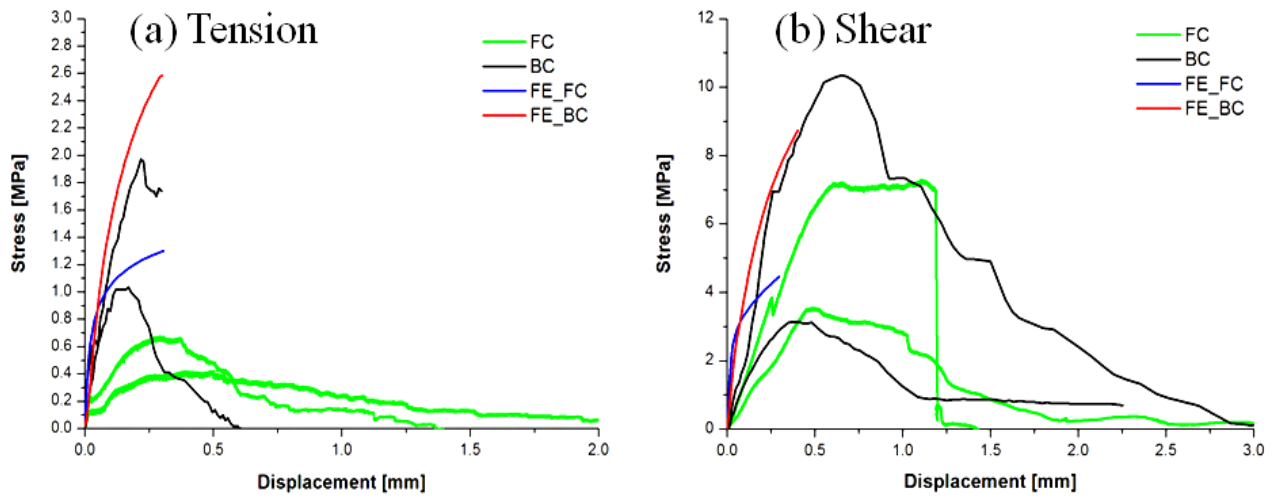 (a) Tension
FC
BC
FE_FC
FE_BC
3.0
2.8
2.6
2.4
2.2
2.0
1.8
1.6
1.4
1.2
1.0
0.8
0.6
0.4
0.2
0.0
Stress [MPa]
0.0 0.5 1.0 1.5 2.0
Displacement [mm]
(b) Shear
FC
BC
FE_FC
FE_BC
12
10
8
6
4
2
0
Stress [MPa]
0.0 0.5 1.0 1.5 2.0 2.5 3.0
Displacement [mm]